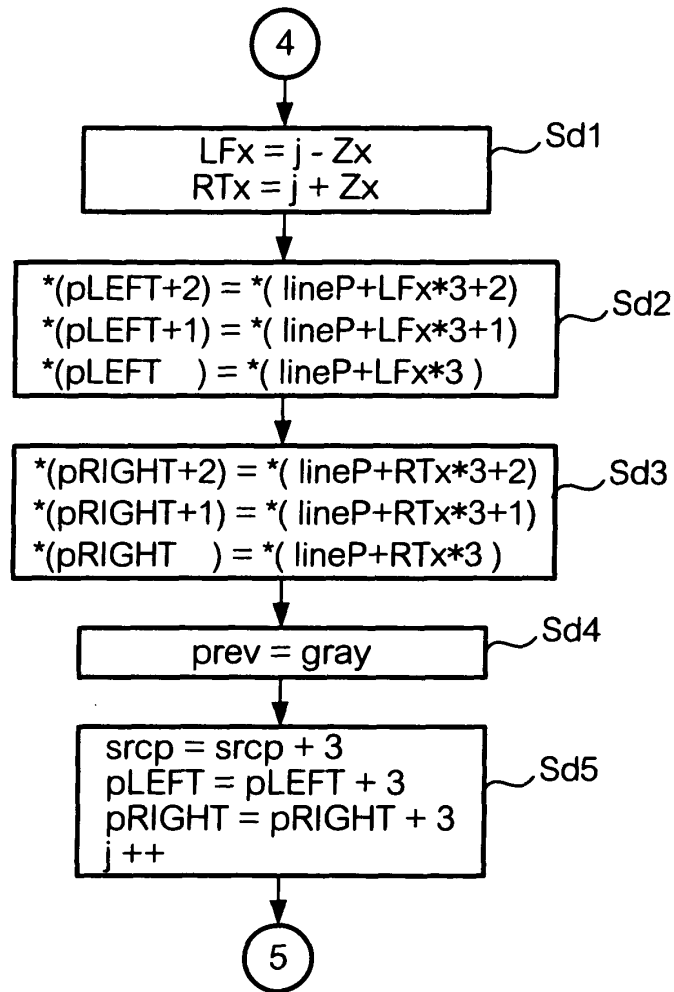 4
LFx = j - Zx
RTx = j + Zx
Sd1
*(pLEFT+2) = *( lineP+LFx*3+2)
*(pLEFT+1) = *( lineP+LFx*3+1)
*(pLEFT ) = *( lineP+LFx*3 )
Sd2
*(pRIGHT+2) = *( lineP+RTx*3+2)
*(pRIGHT+1) = *( lineP+RTx*3+1)
*(pRIGHT ) = *( lineP+RTx*3 )
Sd3
prev = gray
Sd4
srcp = srcp + 3
pLEFT = pLEFT + 3
pRIGHT = pRIGHT + 3
j ++
Sd5
5